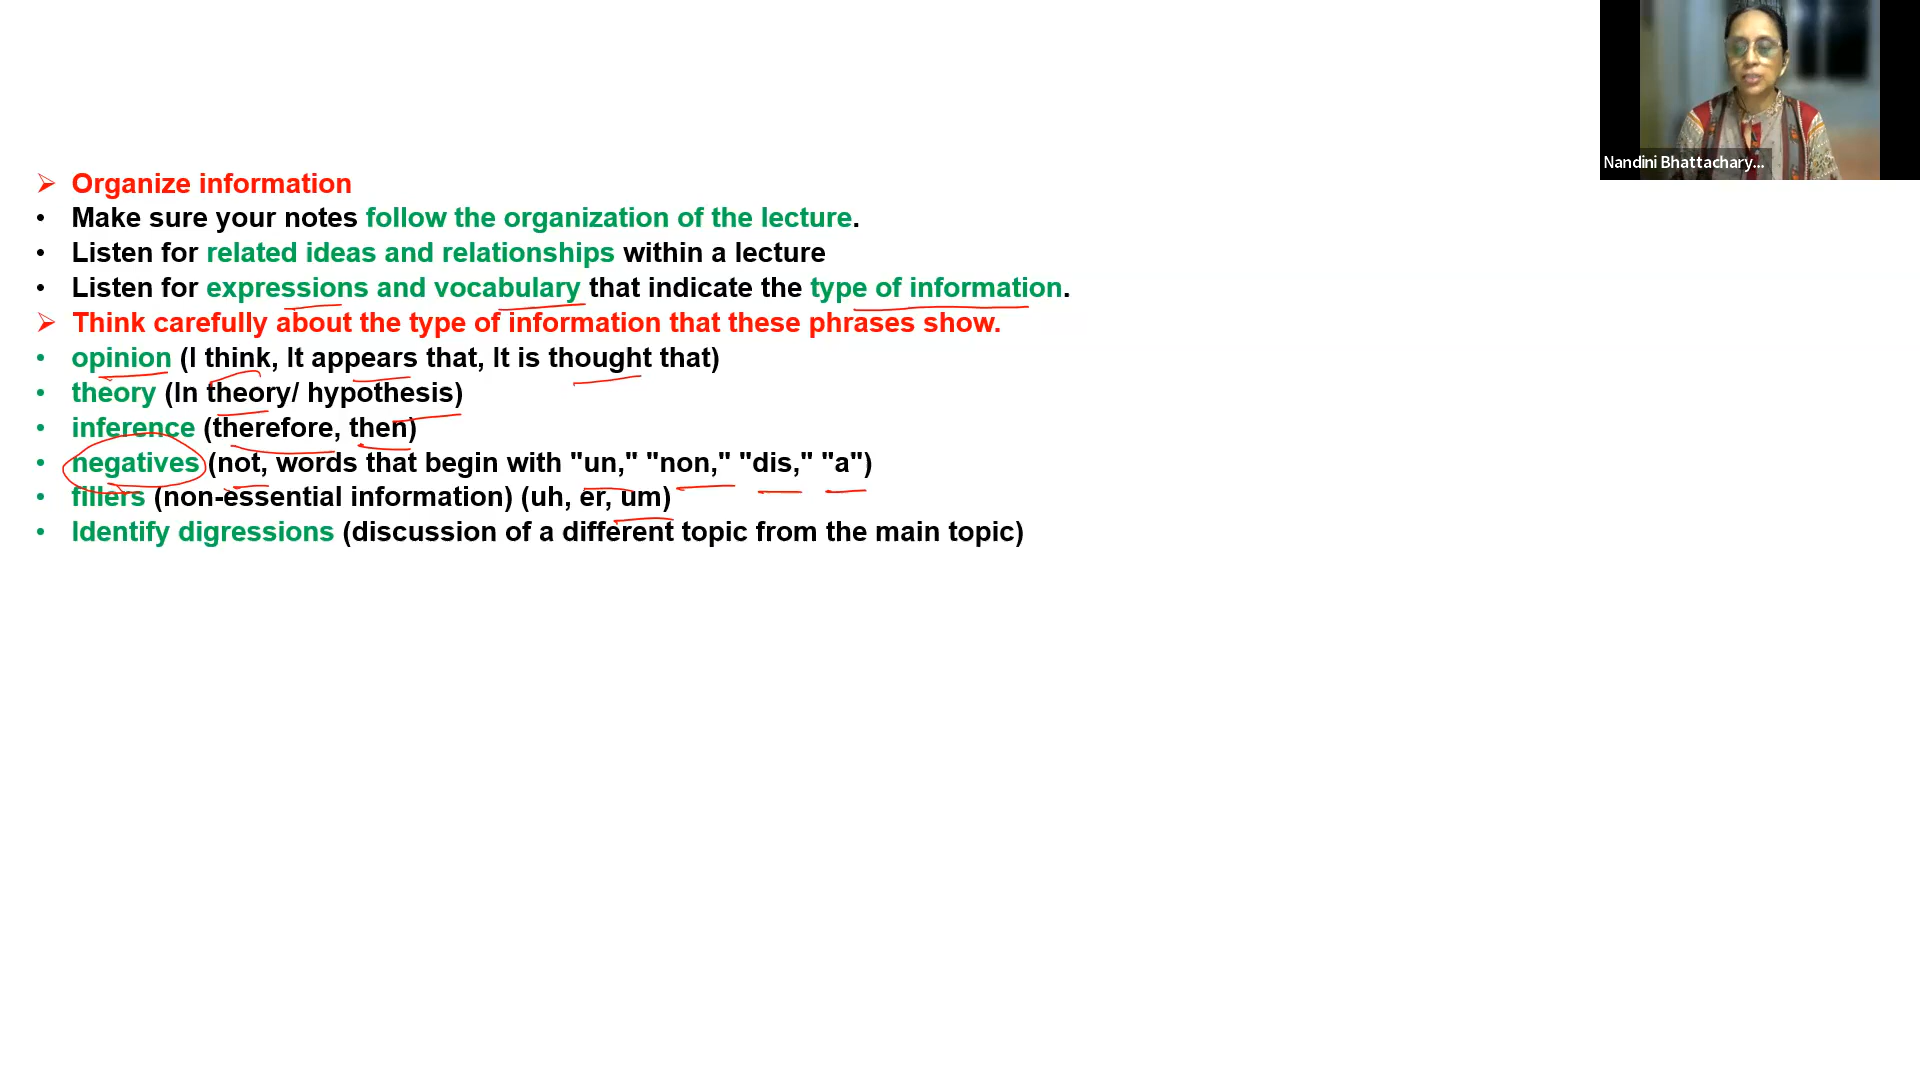 Nandini Bhattachary...
➢ Organize information
• Make sure your notes follow the organization of the lecture.
• Listen for related ideas and relationships within a lecture
• Listen for expressions and vocabulary that indicate the type of information.
➢ Think carefully about the type of information that these phrases show.
• opinion (I think, It appears that, It is thought that)
• theory (In theory/ hypothesis)
• inference (therefore, then)
• negatives (not, words that begin with "un," "non," "dis," "a")
• fillers (non-essential information) (uh, er, um)
• Identify digressions (discussion of a different topic from the main topic)